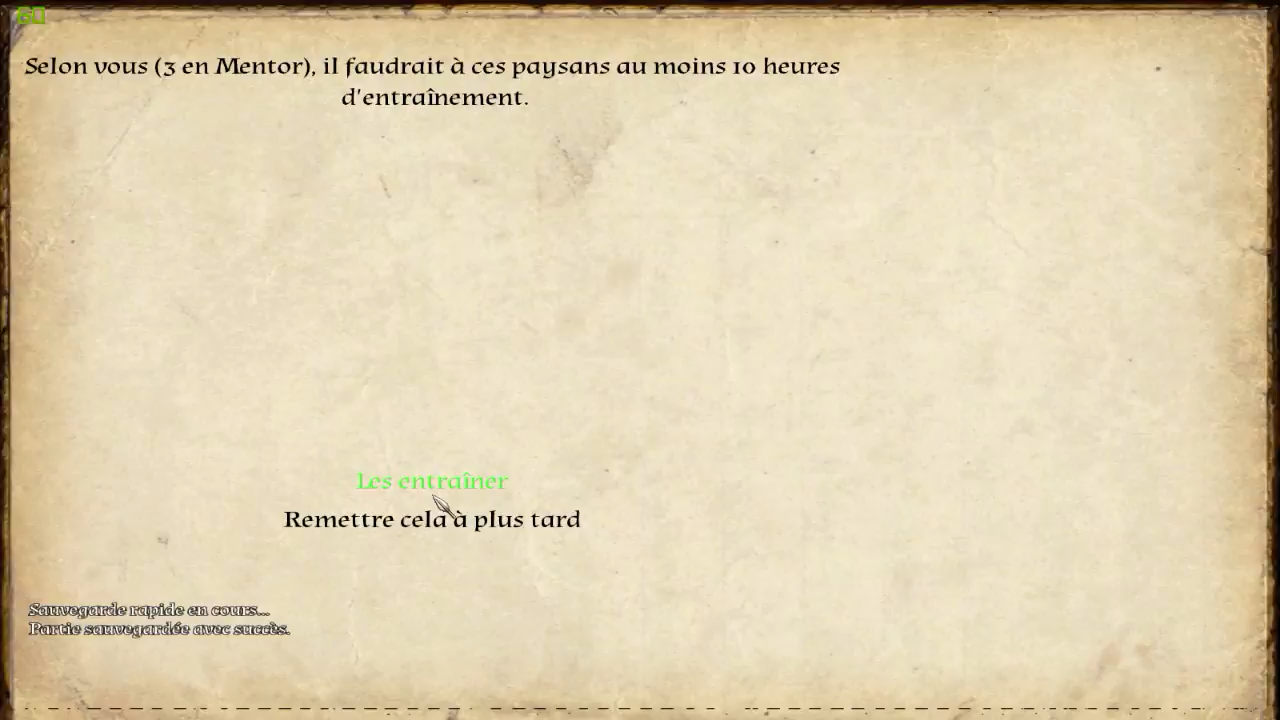 60
Selon vous (3 en Mentor), il faudrait à ces paysans au moins 10 heures
d'entraînement.
Les entraîner
Remettre cela à plus tard
Sauvegarde rapide en cours...
Partie sauvegardée avec succès.